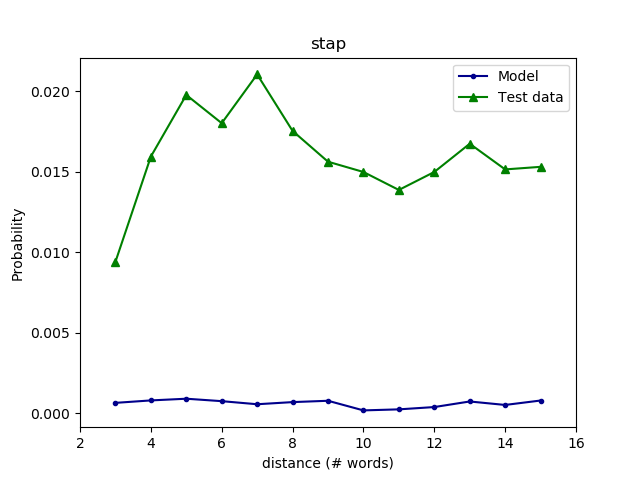 stap
Model
Test data
0.020
0.015
0.010
0.005
0.000
Probability
2 4 6 8 10 12 14 16
distance (# words)